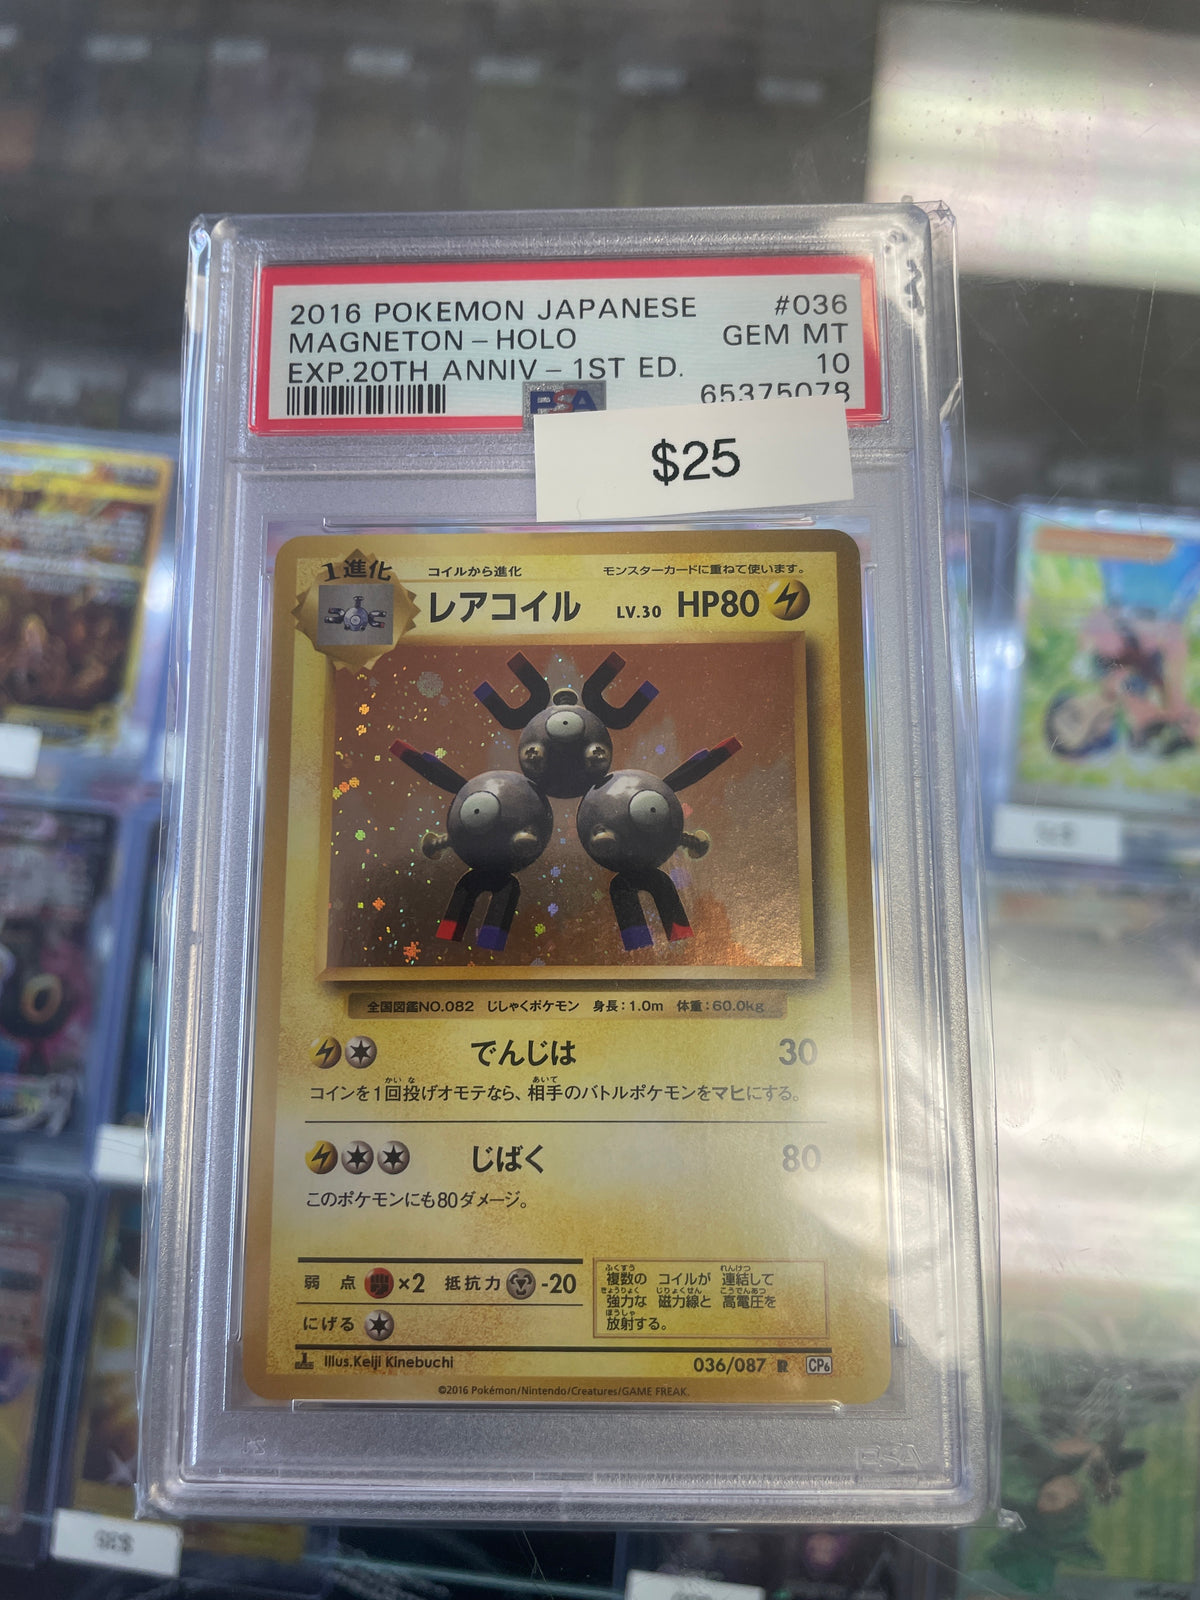 2016 POKEMON JAPANESE #036
MAGNETON - HOLO GEM MT
EXP.20TH ANNIV - 1ST ED. 10
PSA 65375078
$25
1進化 コイルから進化 モンスターカードに重ねて使います。
レアコイル LV.30 HP80
全国図鑑NO.082 じしゃくポケモン 身長:1.0m 体重:60.0kg
でんじは 30
コインを1回投げオモテなら、相手のバトルポケモンをマヒにする。
じばく 80
このポケモンにも80ダメージ。
弱点 ×2 抵抗力 -20
にげる
複数の コイルが 連結して
強力な 磁力線と 高電圧を
放射する。
1 Illus.Keiji Kinebuchi 036/087 R CP6
©2016 Pokémon/Nintendo/Creatures/GAME FREAK.
PSA